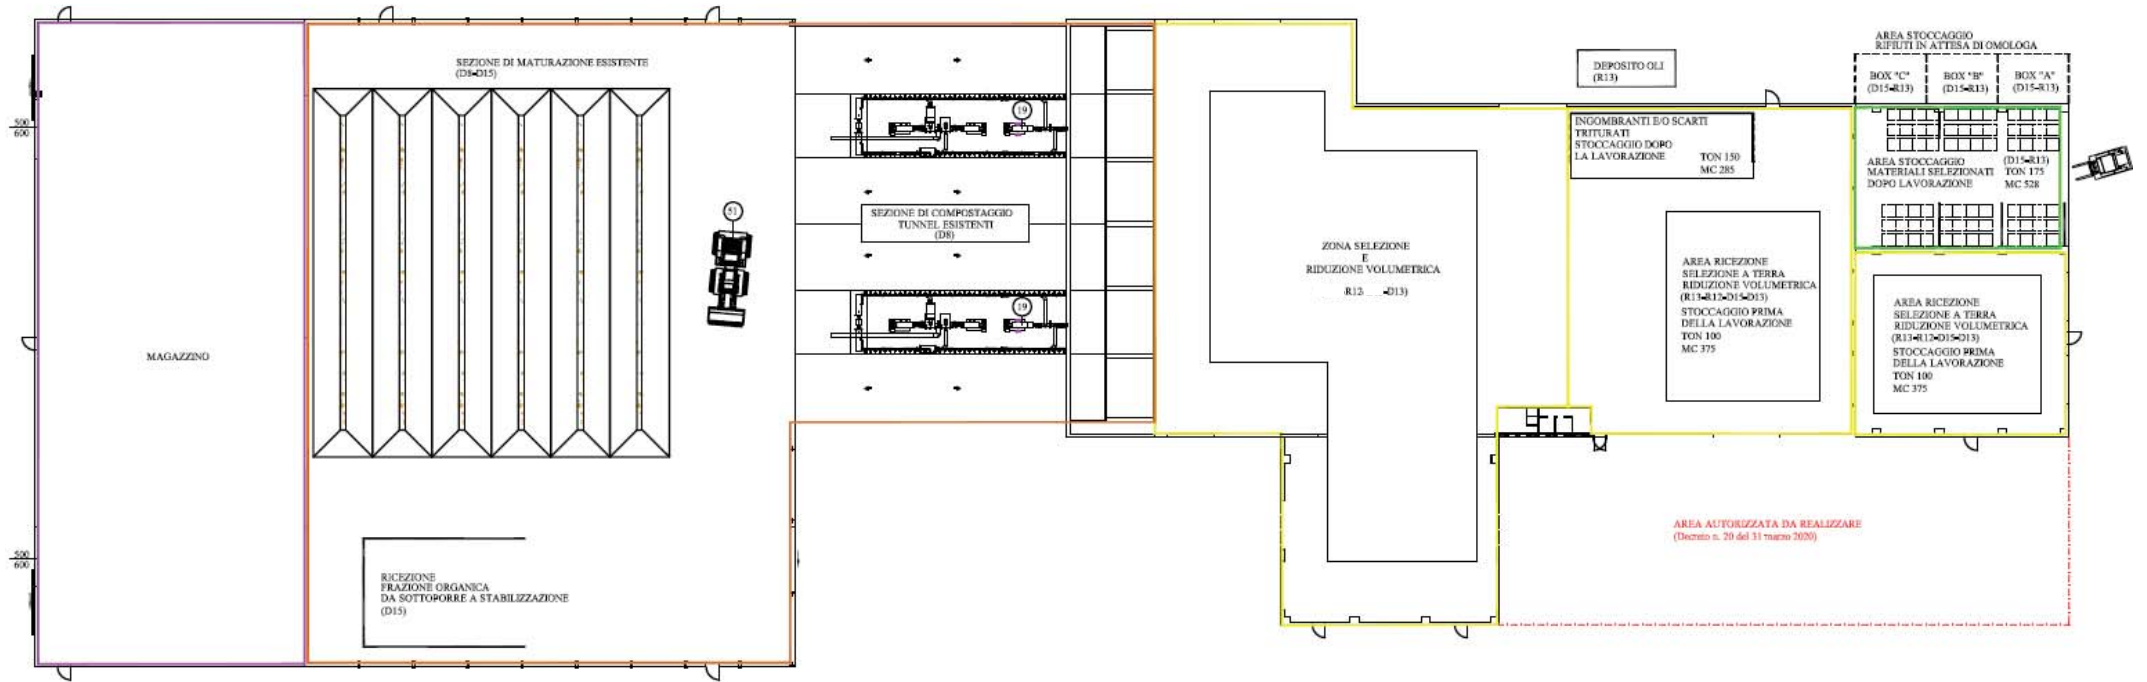 500
600
500
600
MAGAZZINO
SEZIONE DI MATURAZIONE ESISTENTE
(D8-D15)
51
RICEZIONE
FRAZIONE ORGANICA
DA SOTTOPORRE A STABILIZZAZIONE
(D15)
19
SEZIONE DI COMPOSTAGGIO
TUNNEL ESISTENTI
(D8)
19
ZONA SELEZIONE
E
RIDUZIONE VOLUMETRICA
(R12 -D13)
DEPOSITO OLI
(R13)
INGOMBRANTI E/O SCARTI
TRITURATI
STOCCAGGIO DOPO
LA LAVORAZIONE TON 150
MC 285
AREA RICEZIONE
SELEZIONE A TERRA
RIDUZIONE VOLUMETRICA
(R13-R12-D15-D13)
STOCCAGGIO PRIMA
DELLA LAVORAZIONE
TON 100
MC 375
AREA STOCCAGGIO
RIFIUTI IN ATTESA DI OMOLOGA
BOX "C"
(D15-R13)
BOX "B"
(D15-R13)
BOX "A"
(D15-R13)
AREA STOCCAGGIO (D15-R13)
MATERIALI SELEZIONATI TON 175
DOPO LAVORAZIONE MC 528
AREA RICEZIONE
SELEZIONE A TERRA
RIDUZIONE VOLUMETRICA
(R13-R12-D15-D13)
STOCCAGGIO PRIMA
DELLA LAVORAZIONE
TON 100
MC 375
AREA AUTORIZZATA DA REALIZZARE
(Decreto n. 20 del 31 marzo 2020)